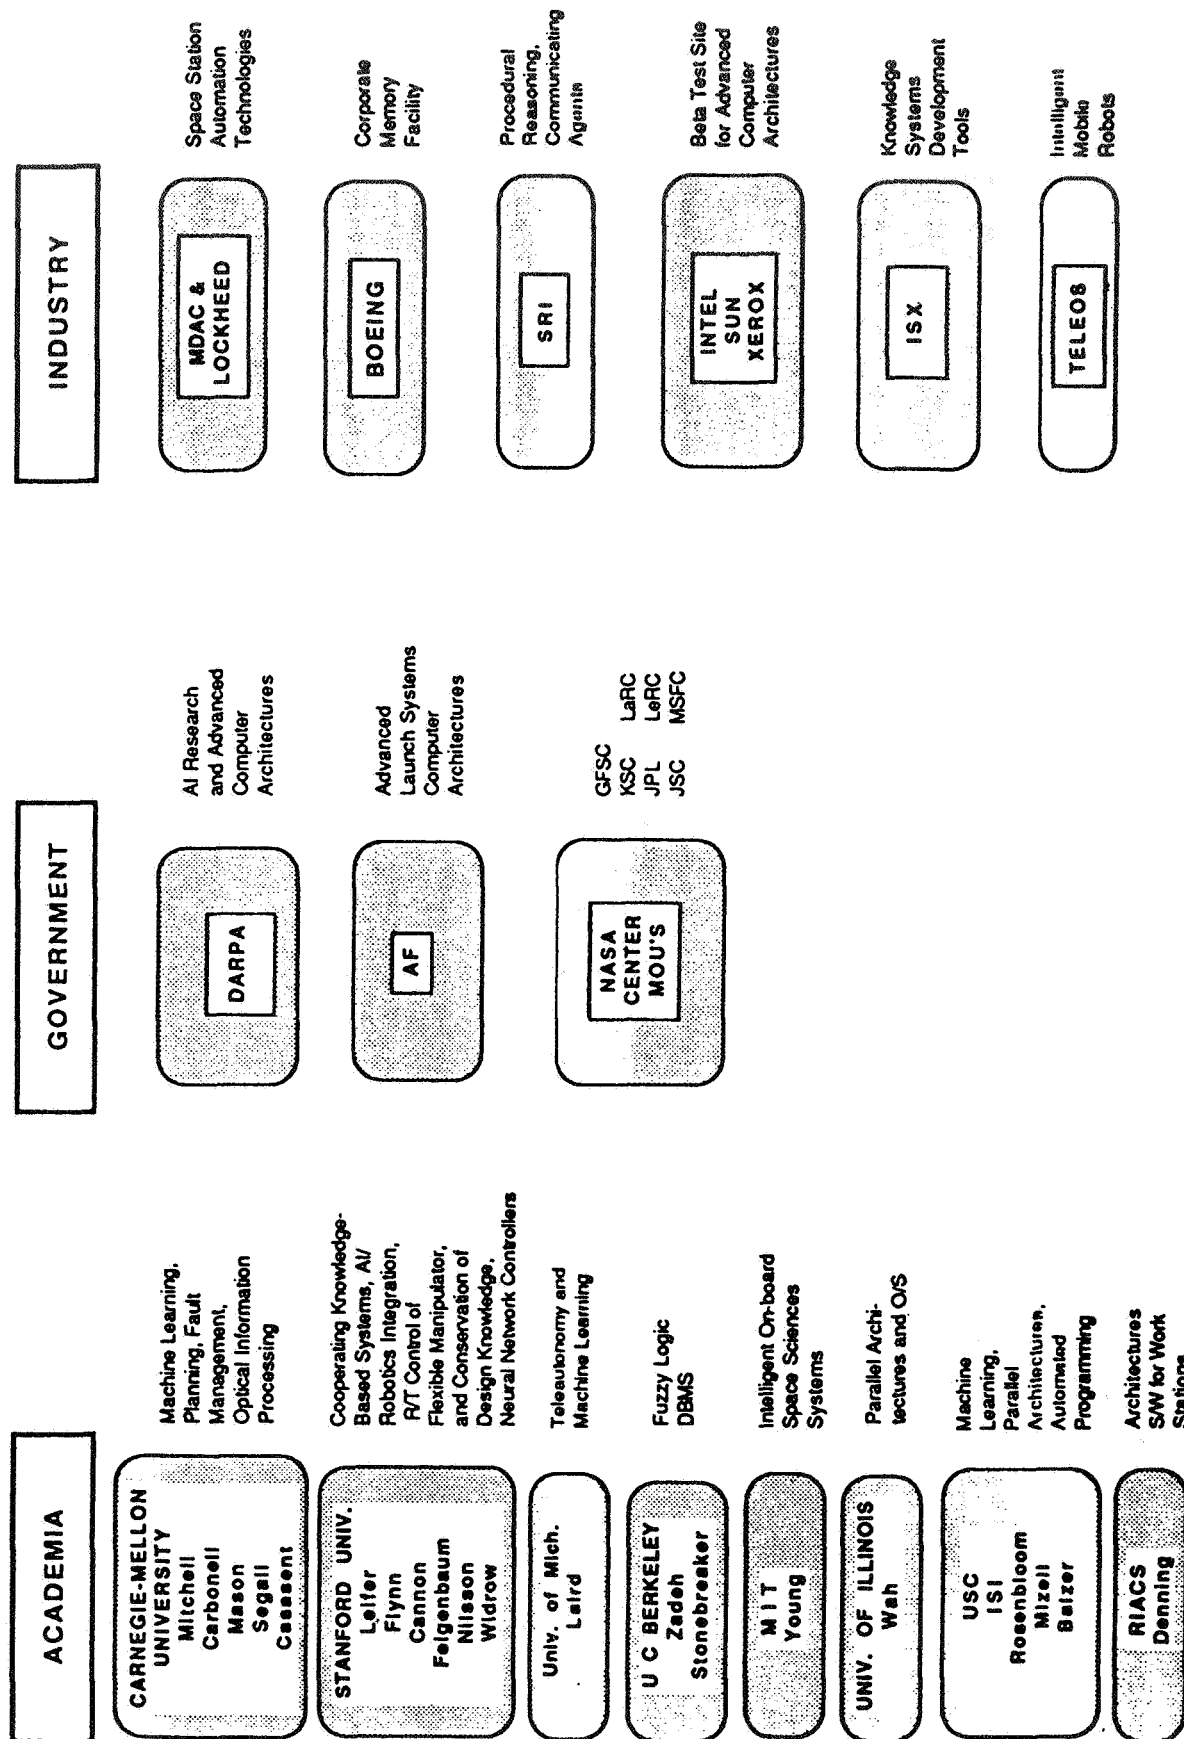 ACADEMIA
CARNEGIE-MELLON
UNIVERSITY
Mitchell
Carbonell
Mason
Segall
Casasent
Machine Learning,
Planning, Fault
Management,
Optical Information
Processing
STANFORD UNIV.
Leifer
Flynn
Cannon
Feigenbaum
Nilsson
Widrow
Cooperating Knowledge-
Based Systems, AI/
Robotics Integration,
R/T Control of
Flexible Manipulator,
and Conservation of
Design Knowledge,
Neural Network Controllers
Univ. of Mich.
Laird
Teleautonomy and
Machine Learning
U C BERKELEY
Zadeh
Stonebreaker
Fuzzy Logic
DBMS
M I T
Young
Intelligent On-board
Space Sciences
Systems
UNIV. OF ILLINOIS
Wah
Parallel Archi-
tectures and O/S
USC
ISI
Rosenbloom
Mizell
Balzer
Machine
Learning,
Parallel
Architectures,
Automated
Programming
RIACS
Denning
Architectures
S/W for Work
Stations
GOVERNMENT
DARPA
AI Research
and Advanced
Computer
Architectures
AF
Advanced
Launch Systems
Computer
Architectures
NASA
CENTER
MOU'S
GFSC
KSC LaRC
JPL LeRC
JSC MSFC
INDUSTRY
MDAC &
LOCKHEED
Space Station
Automation
Technologies
BOEING
Corporate
Memory
Facility
SRI
Procedural
Reasoning,
Communicating
Agents
INTEL
SUN
XEROX
Beta Test Site
for Advanced
Computer
Architectures
ISX
Knowledge
Systems
Development
Tools
TELEOS
Intelligent
Mobile
Robots